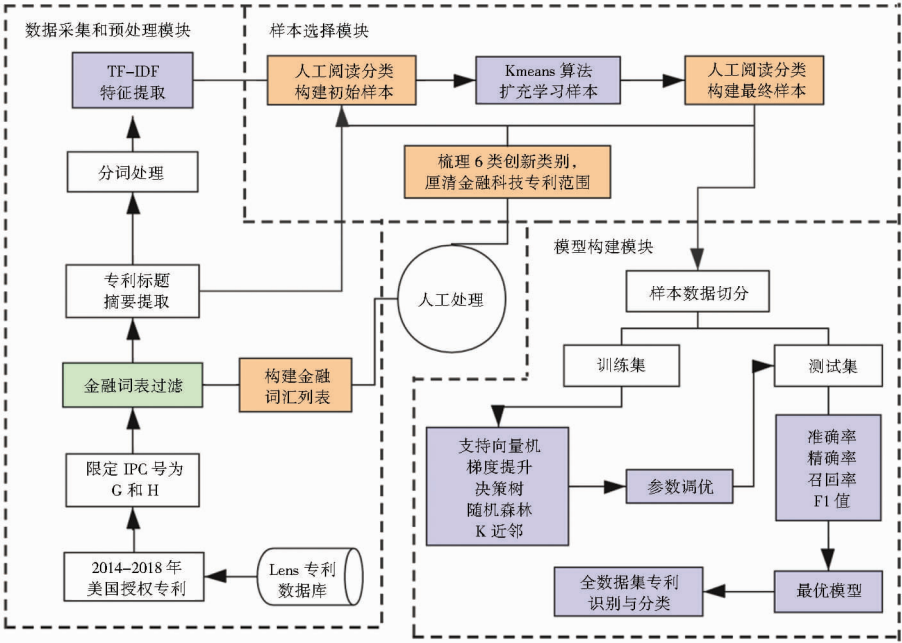 数据采集和预处理模块
TF-IDF
特征提取
分词处理
专利标题
摘要提取
金融词表过滤
构建金融
词汇列表
限定 IPC 号为
G 和 H
2014-2018 年
美国授权专利
Lens 专利
数据库
样本选择模块
人工阅读分类
构建初始样本
Kmeans 算法
扩充学习样本
人工阅读分类
构建最终样本
梳理 6 类创新类别，
厘清金融科技专利范围
人工处理
模型构建模块
样本数据切分
训练集
测试集
支持向量机
梯度提升
决策树
随机森林
K 近邻
参数调优
准确率
精确率
召回率
F1 值
最优模型
全数据集专利
识别与分类